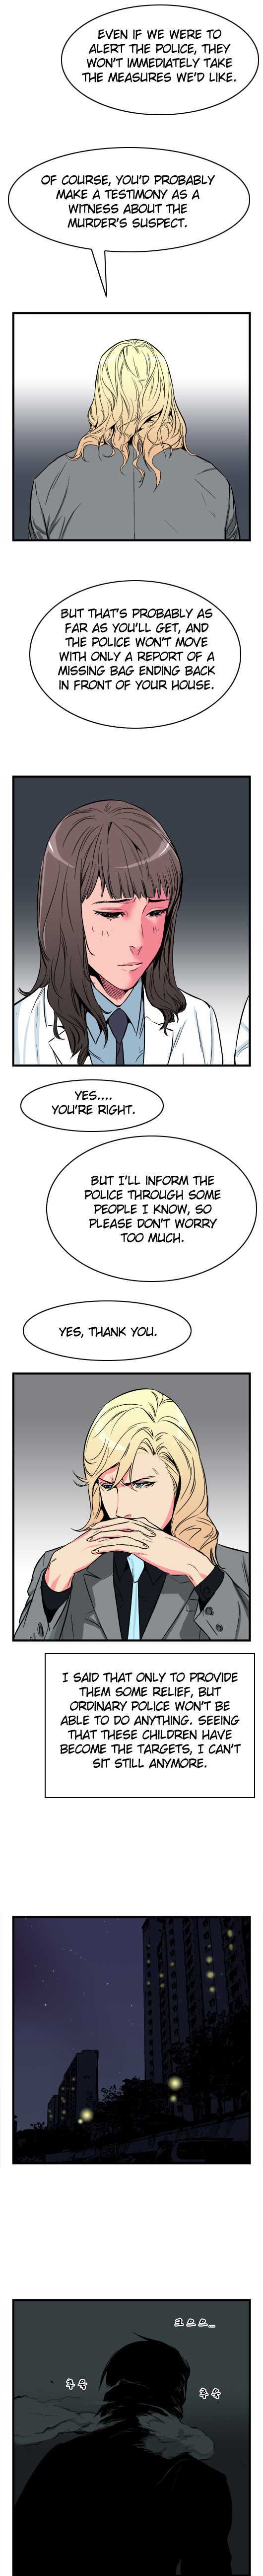 EVEN IF WE WERE TO
ALERT THE POLICE, THEY
WON'T IMMEDIATELY TAKE
THE MEASURES WE'D LIKE.
OF COURSE, YOU'D PROBABLY
MAKE A TESTIMONY AS A
WITNESS ABOUT THE
MURDER'S SUSPECT.
BUT THAT'S PROBABLY AS
FAR AS YOU'LL GET, AND
THE POLICE WON'T MOVE
WITH ONLY A REPORT OF A
MISSING BAG ENDING BACK
IN FRONT OF YOUR HOUSE.
YES....
YOU'RE RIGHT.
BUT I'LL INFORM THE
POLICE THROUGH SOME
PEOPLE I KNOW, SO
PLEASE DON'T WORRY
TOO MUCH.
YES, THANK YOU.
I SAID THAT ONLY TO PROVIDE
THEM SOME RELIEF, BUT
ORDINARY POLICE WON'T BE
ABLE TO DO ANYTHING. SEEING
THAT THESE CHILDREN HAVE
BECOME THE TARGETS, I CAN'T
SIT STILL ANYMORE.
크으으...